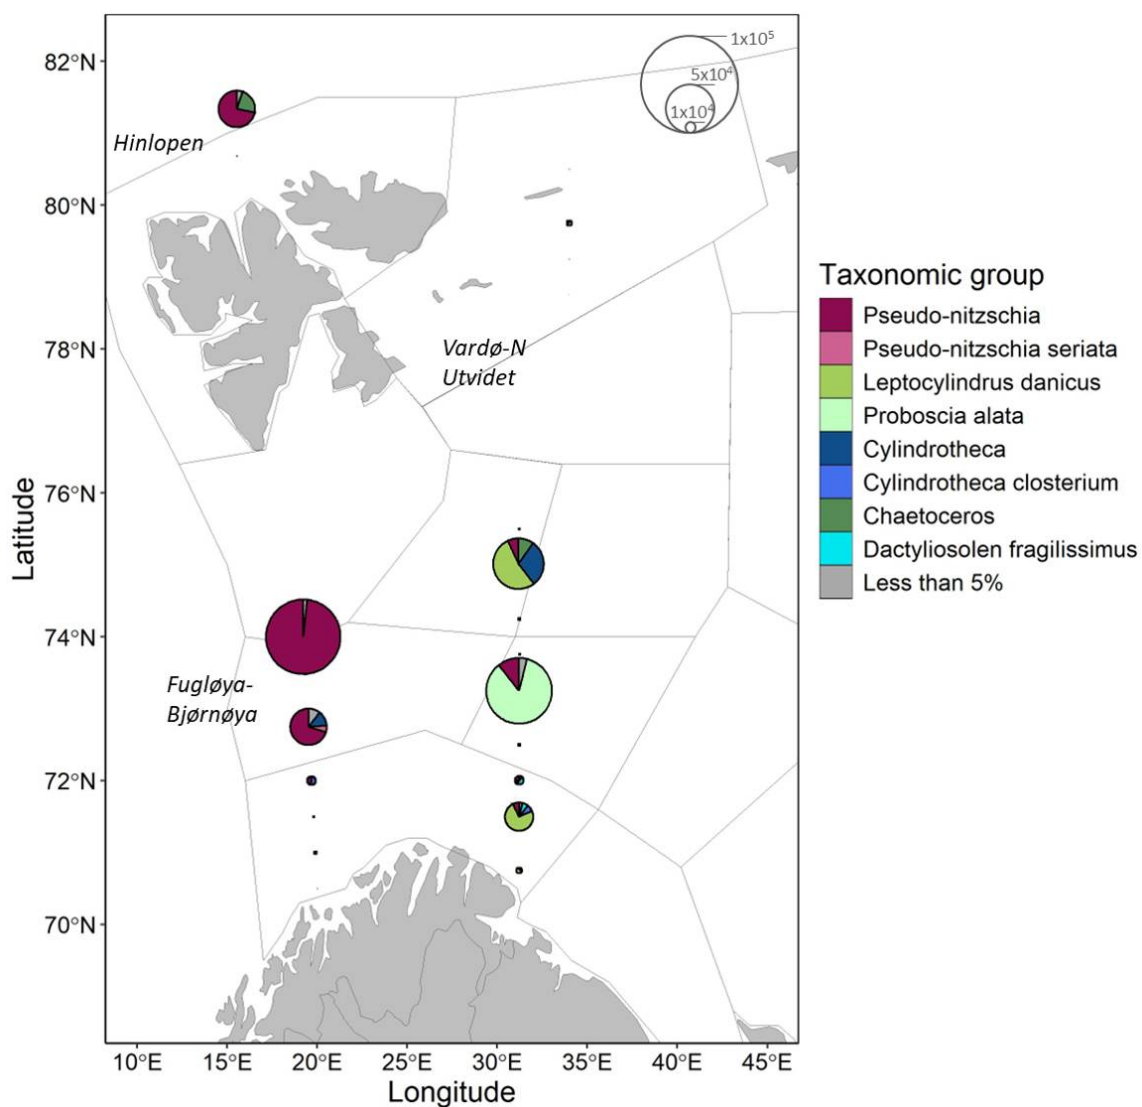 82°N
80°N
78°N
76°N
74°N
72°N
70°N
Latitude
1x10⁵
5x10⁴
1x10⁴
Hinlopen
Vardø-N
Utvidet
Fugløya-
Bjørnøya
10°E 15°E 20°E 25°E 30°E 35°E 40°E 45°E
Longitude
Taxonomic group
Pseudo-nitzschia
Pseudo-nitzschia seriata
Leptocylindrus danicus
Proboscia alata
Cylindrotheca
Cylindrotheca closterium
Chaetoceros
Dactyliosolen fragilissimus
Less than 5%